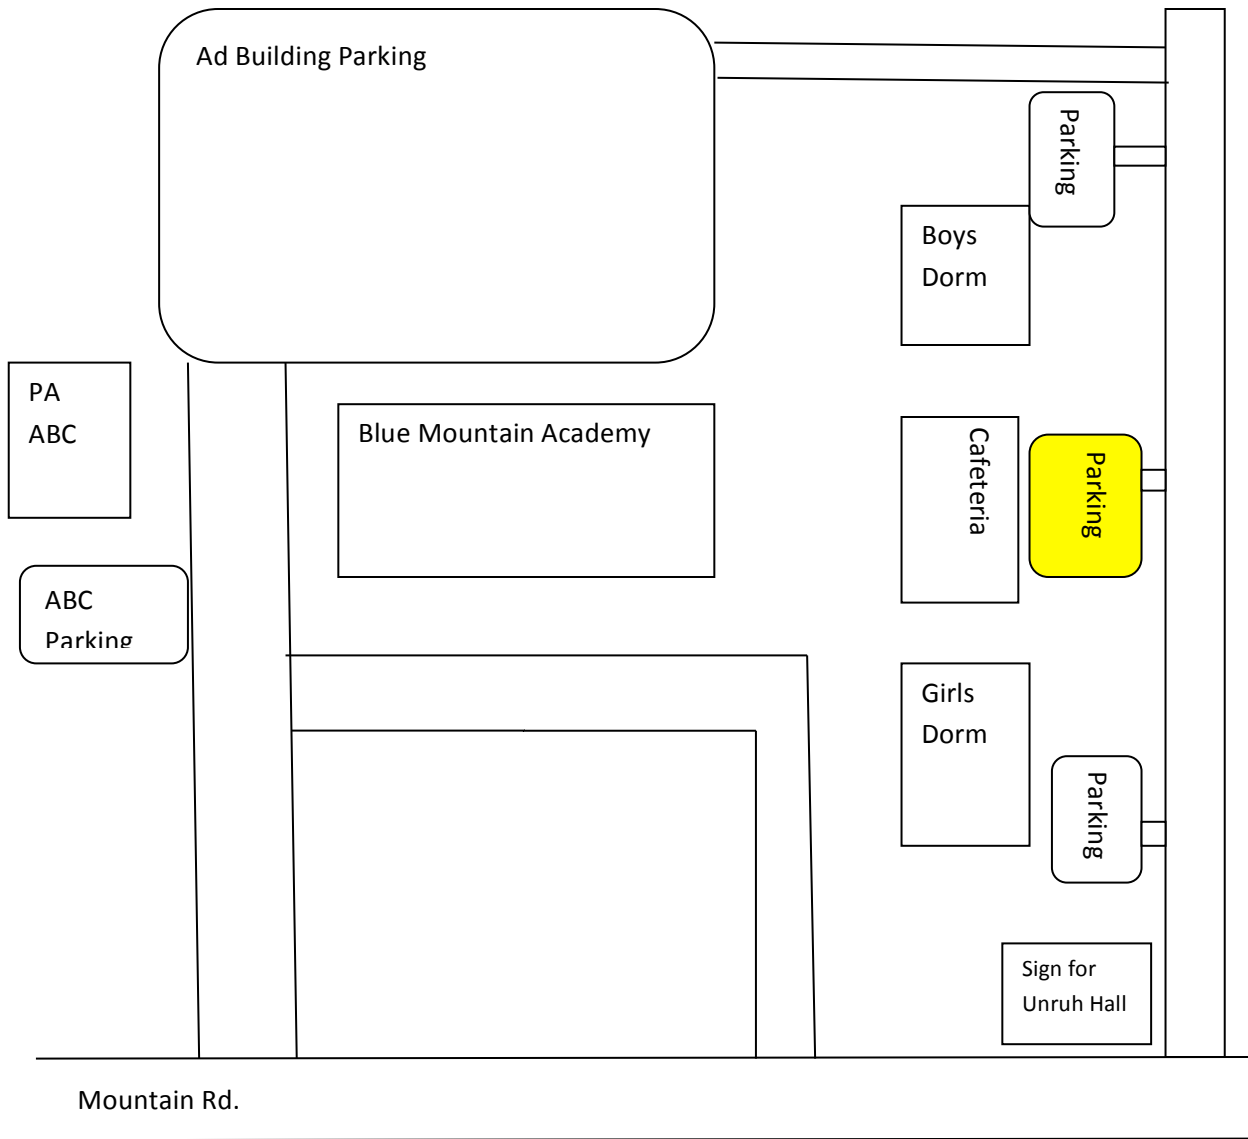 Ad Building Parking
Parking
Boys
Dorm
PA
ABC
Blue Mountain Academy
Cafeteria
Parking
ABC
Parking
Girls
Dorm
Parking
Sign for
Unruh Hall
Mountain Rd.